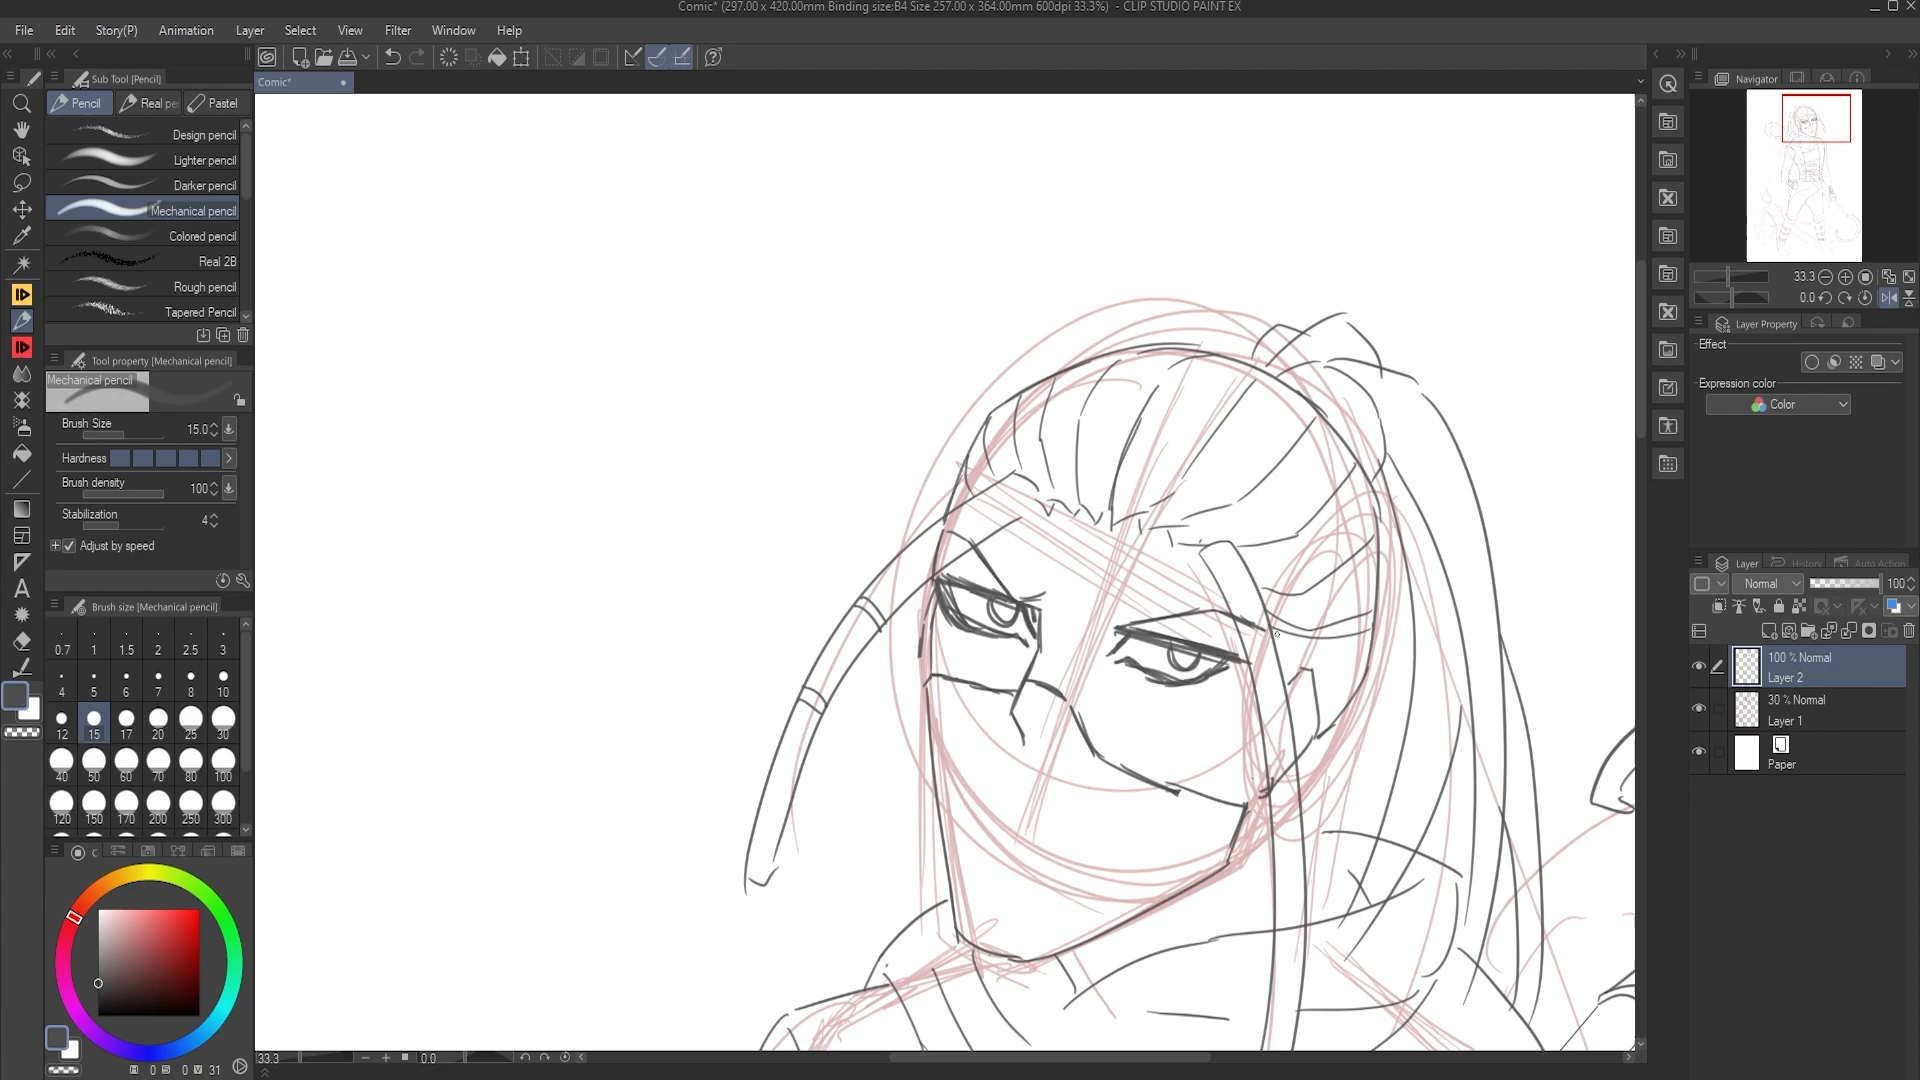 Comic* (297.00 x 420.00mm Binding size:B4 Size 257.00 x 364.00mm 600dpi 33.3%) - CLIP STUDIO PAINT EX
File Edit Story(P) Animation Layer Select View Filter Window Help
Sub Tool [Pencil]
Comic*
Navigator
Pencil Real pe Pastel
Design pencil
Lighter pencil
Darker pencil
Mechanical pencil
Colored pencil
Real 2B
Rough pencil
Tapered Pencil
Tool property [Mechanical pencil]
Mechanical pencil
Brush Size 15.0
Hardness
Brush density 100
Stabilization 4
Adjust by speed
Brush size [Mechanical pencil]
0.7 1 1.5 2 2.5 3
4 5 6 7 8 10
12 15 17 20 25 30
40 50 60 70 80 100
120 150 170 200 250 300
0 0 31
33.3 0.0
33.3
0.0
Layer Property
Effect
Expression color
Color
Layer History Auto Action
Normal 100
100 % Normal
Layer 2
30 % Normal
Layer 1
Paper